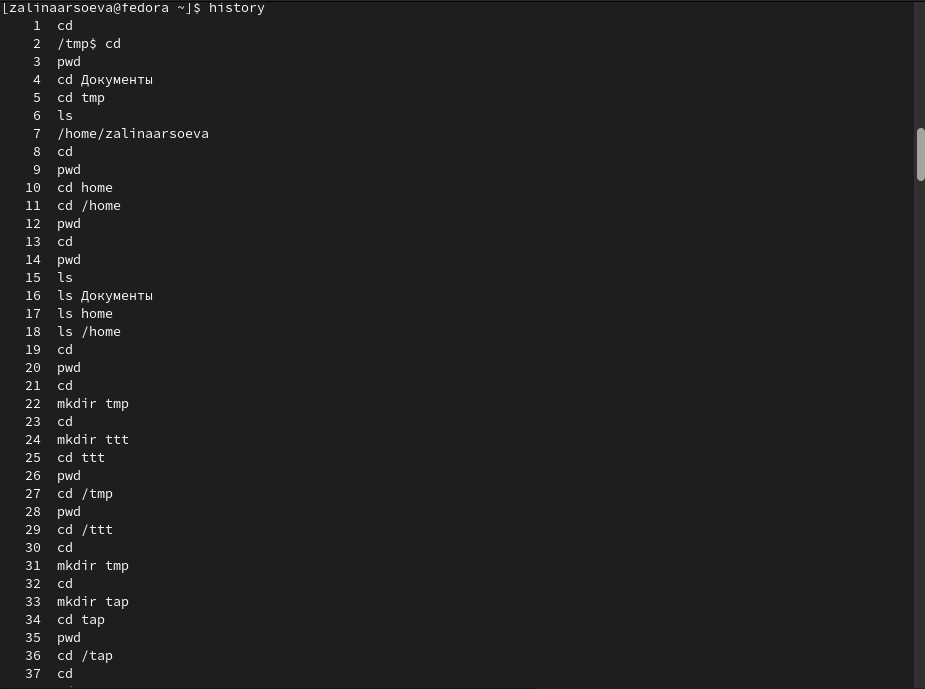 [zalinaarsoeva@fedora ~]$ history
1 cd
2 /tmp$ cd
3 pwd
4 cd Документы
5 cd tmp
6 ls
7 /home/zalinaarsoeva
8 cd
9 pwd
10 cd home
11 cd /home
12 pwd
13 cd
14 pwd
15 ls
16 ls Документы
17 ls home
18 ls /home
19 cd
20 pwd
21 cd
22 mkdir tmp
23 cd
24 mkdir ttt
25 cd ttt
26 pwd
27 cd /tmp
28 pwd
29 cd /ttt
30 cd
31 mkdir tmp
32 cd
33 mkdir tap
34 cd tap
35 pwd
36 cd /tap
37 cd